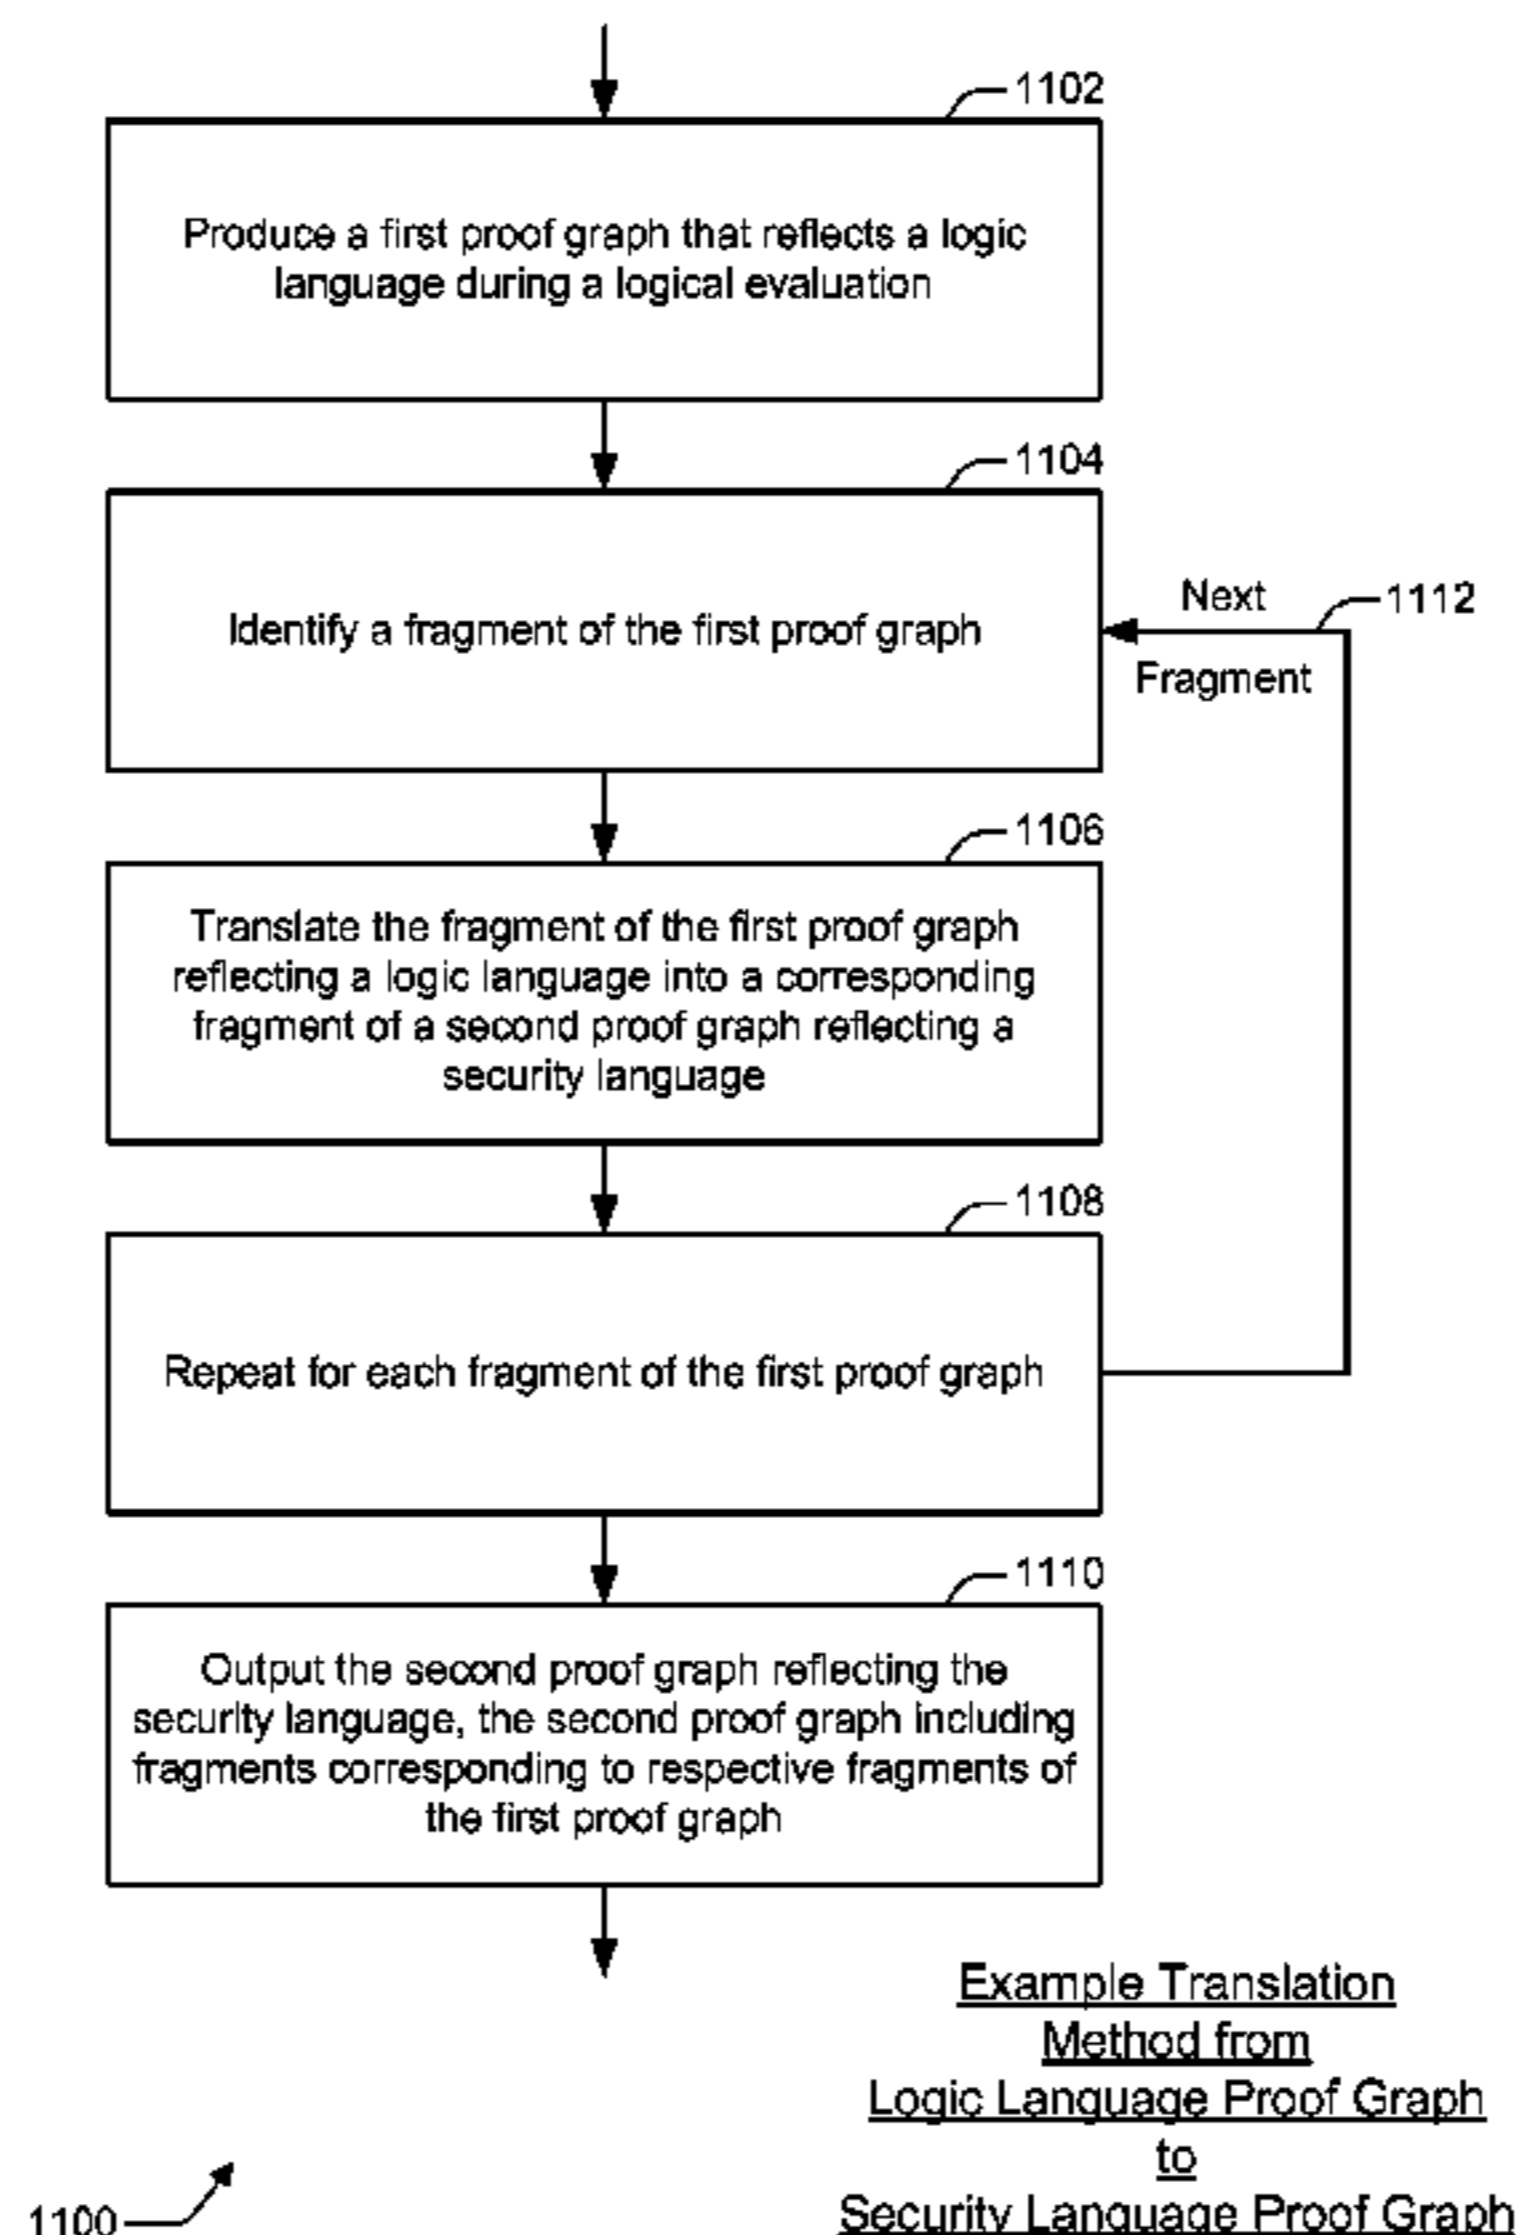 1102
Produce a first proof graph that reflects a logic
language during a logical evaluation
1104
Identify a fragment of the first proof graph
Next
1112
Fragment
1106
Translate the fragment of the first proof graph
reflecting a logic language into a corresponding
fragment of a second proof graph reflecting a
security language
1108
Repeat for each fragment of the first proof graph
1110
Output the second proof graph reflecting the
security language, the second proof graph including
fragments corresponding to respective fragments of
the first proof graph
Example Translation
Method from
Logic Language Proof Graph
to
Security Language Proof Graph
1100